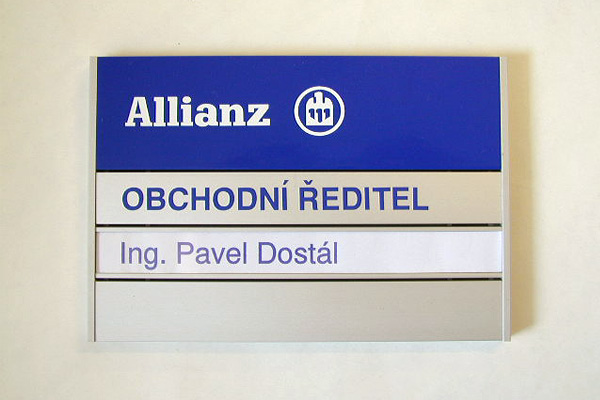 Allianz
OBCHODNÍ ŘEDITEL
Ing. Pavel Dostál